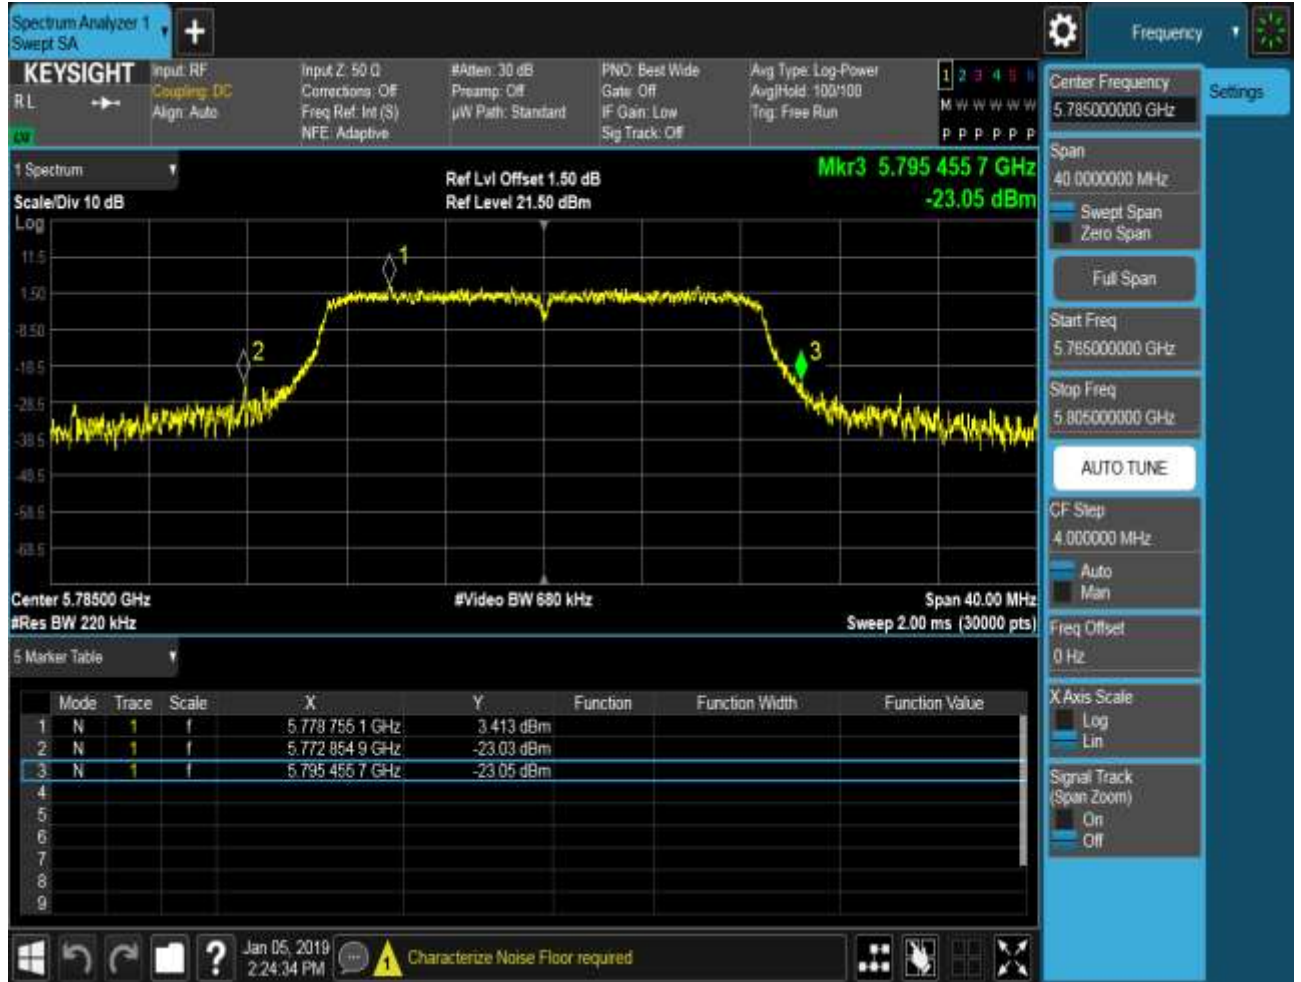 Spectrum Analyzer 1
Swept SA
+
Frequency
KEYSIGHT
R L
Input: RF
Coupling: DC
Align: Auto
Input Z: 50 Ω
Corrections: Off
Freq Ref: Int (S)
NFE: Adaptive
#Atten: 30 dB
Preamp: Off
µW Path: Standard
PNO: Best Wide
Gate: Off
IF Gain: Low
Sig Track: Off
Avg Type: Log-Power
Avg|Hold: 100/100
Trig: Free Run
1 2 3 4 5 6
M W W W W W
P P P P P P
1 Spectrum
Scale/Div 10 dB
Ref Lvl Offset 1.50 dB
Ref Level 21.50 dBm
Mkr3 5.795 455 7 GHz
-23.05 dBm
Log
11.5
1.50
-8.50
-18.5
-28.5
-38.5
-48.5
-58.5
-68.5
1
2
3
Center 5.78500 GHz
#Video BW 680 kHz
Span 40.00 MHz
#Res BW 220 kHz
Sweep 2.00 ms (30000 pts)
5 Marker Table
Mode Trace Scale X Y Function Function Width Function Value
1 N 1 f 5.778 755 1 GHz 3.413 dBm
2 N 1 f 5.772 854 9 GHz -23.03 dBm
3 N 1 f 5.795 455 7 GHz -23.05 dBm
4
5
6
7
8
9
Center Frequency
5.785000000 GHz
Settings
Span
40.0000000 MHz
Swept Span
Zero Span
Full Span
Start Freq
5.765000000 GHz
Stop Freq
5.805000000 GHz
AUTO TUNE
CF Step
4.000000 MHz
Auto
Man
Freq Offset
0 Hz
X Axis Scale
Log
Lin
Signal Track
(Span Zoom)
On
Off
?
Jan 05, 2019
2:24:34 PM
1
Characterize Noise Floor required